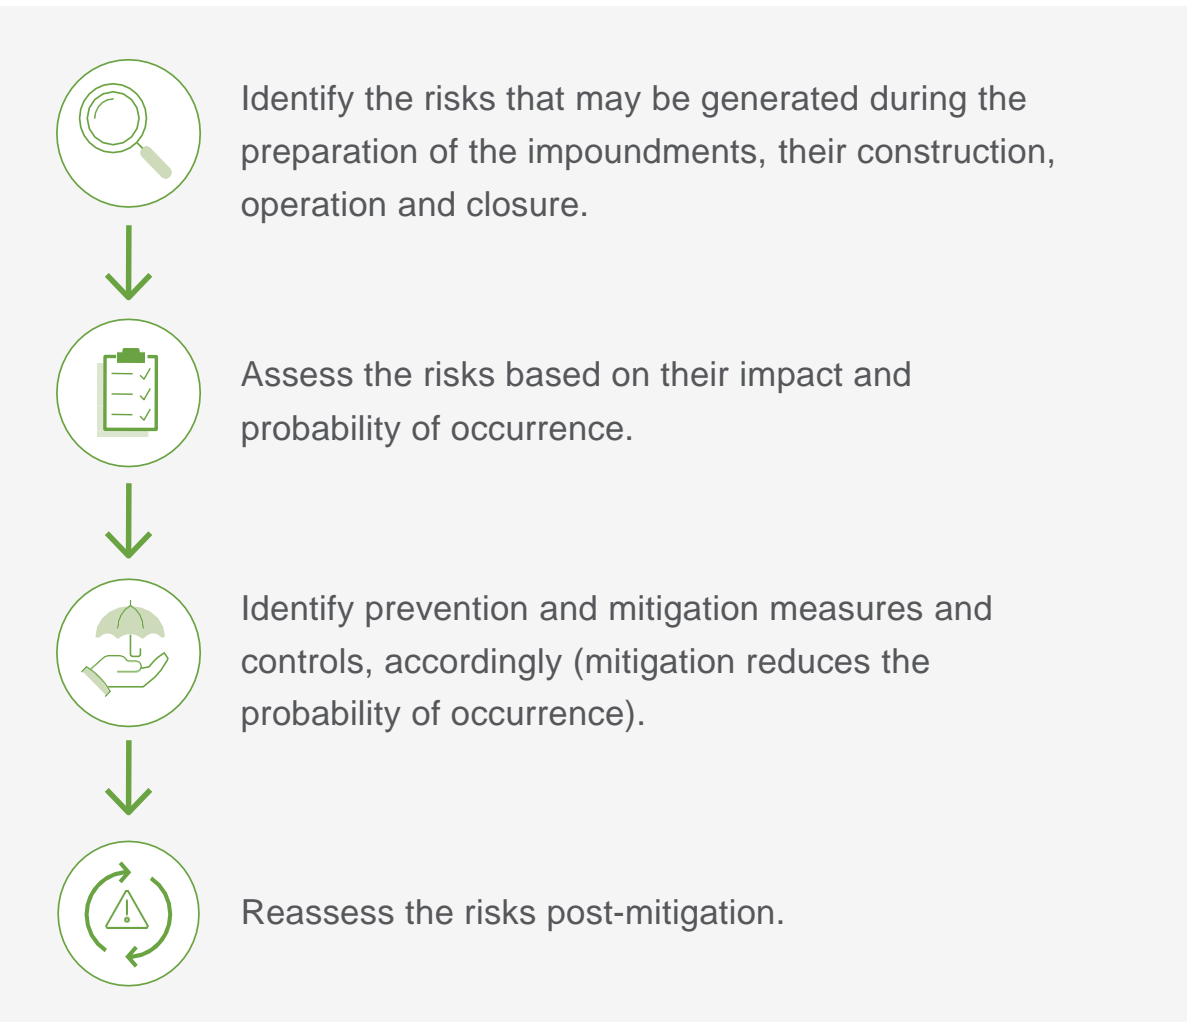 Identify the risks that may be generated during the
preparation of the impoundments, their construction,
operation and closure.
Assess the risks based on their impact and
probability of occurrence.
Identify prevention and mitigation measures and
controls, accordingly (mitigation reduces the
probability of occurrence).
Reassess the risks post-mitigation.